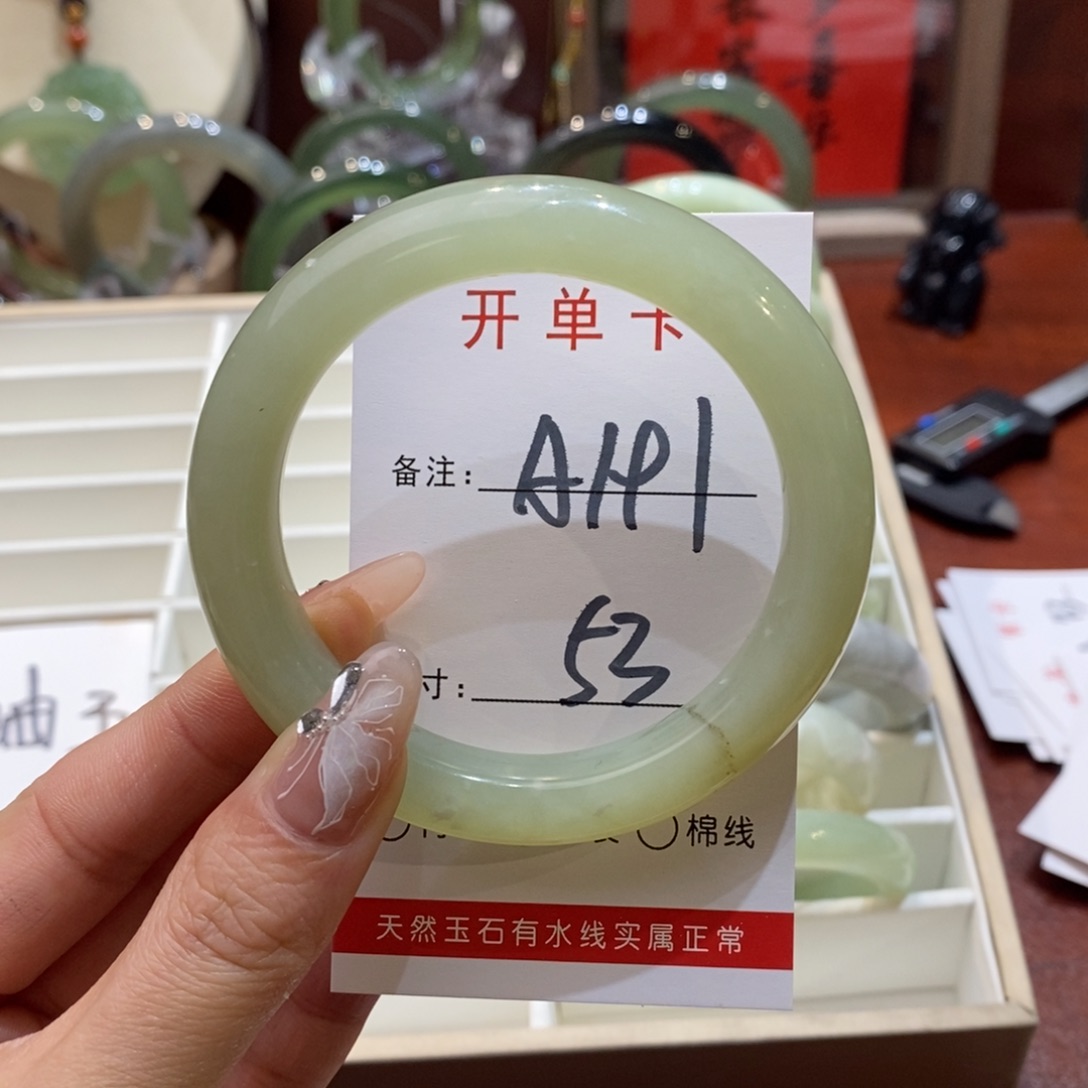 开单卡
备注: A191
寸: 53
棉线
天然玉石有水线实属正常